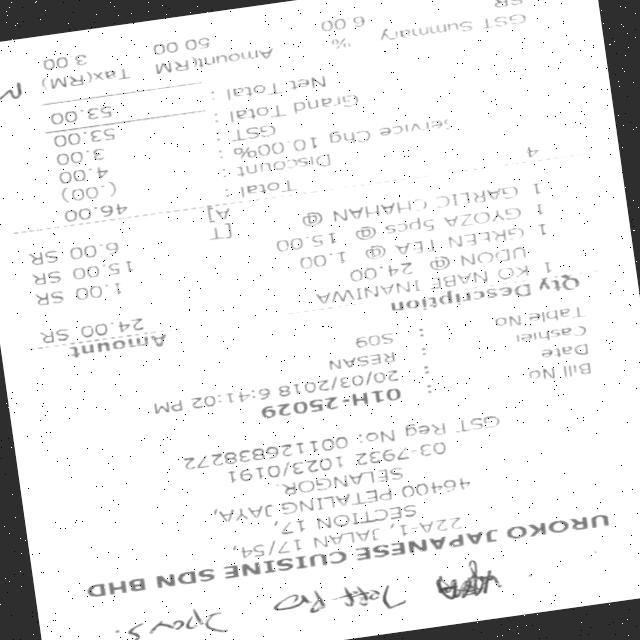 UROKO JAPANESE CUISINE SDN BHD
22A-1, JALAN 17/54,
SECTION 17,
46400 PETALING JAYA,
SELANGOR.
03-7932 1023/0191
GST Reg No: 001126838272
Bill No : 01H-25029
Date : 20/03/2018 6:41:02 PM
Cashier : RESAN
Table No : S09
Qty Description Amount
1 KO NABE INANIWA
UDON @ 24.00 24.00 SR
1 GREEN TEA @ 1.00 1.00 SR
1 GYOZA 5pcs @ 15.00 15.00 SR
1 GARLIC CHAHAN @ 6.00 SR
[T
A]
4 Total : 46.00
Discount : (.00)
Service Chg 10.00% : 4.00
GST : 3.00
Grand Total : 53.00
Net Total : 53.00
GST Summary % Amount(RM Tax(RM)
SR 6.00 50.00 3.00